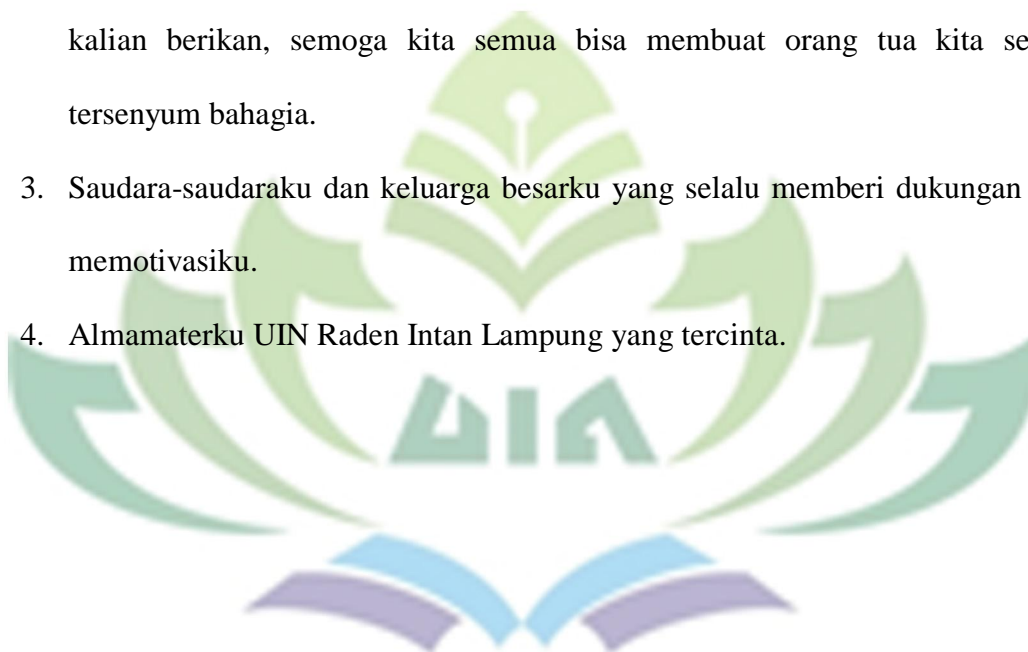 kalian berikan, semoga kita semua bisa membuat orang tua kita se
tersenyum bahagia.
3. Saudara-saudaraku dan keluarga besarku yang selalu memberi dukungan
memotivasiku.
4. Almamaterku UIN Raden Intan Lampung yang tercinta.
UIN